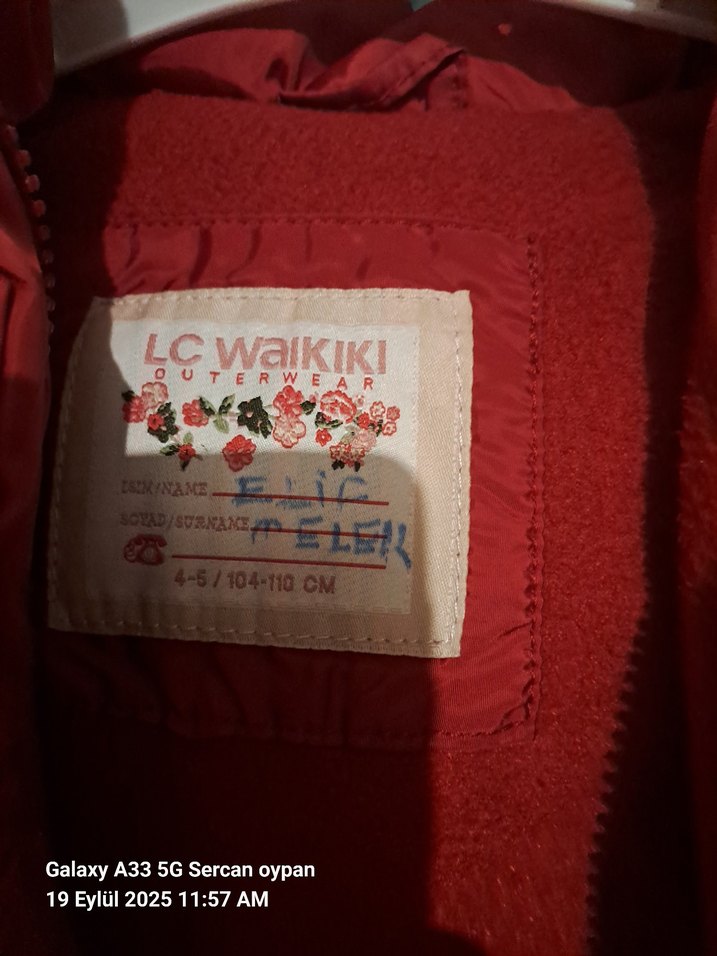 LC WAIKIKI
OUTERWEAR
İSİM/NAME ELİF
SOYAD/SURNAME MELEK
4-5 / 104-110 CM
Galaxy A33 5G Sercan oypan
19 Eylül 2025 11:57 AM